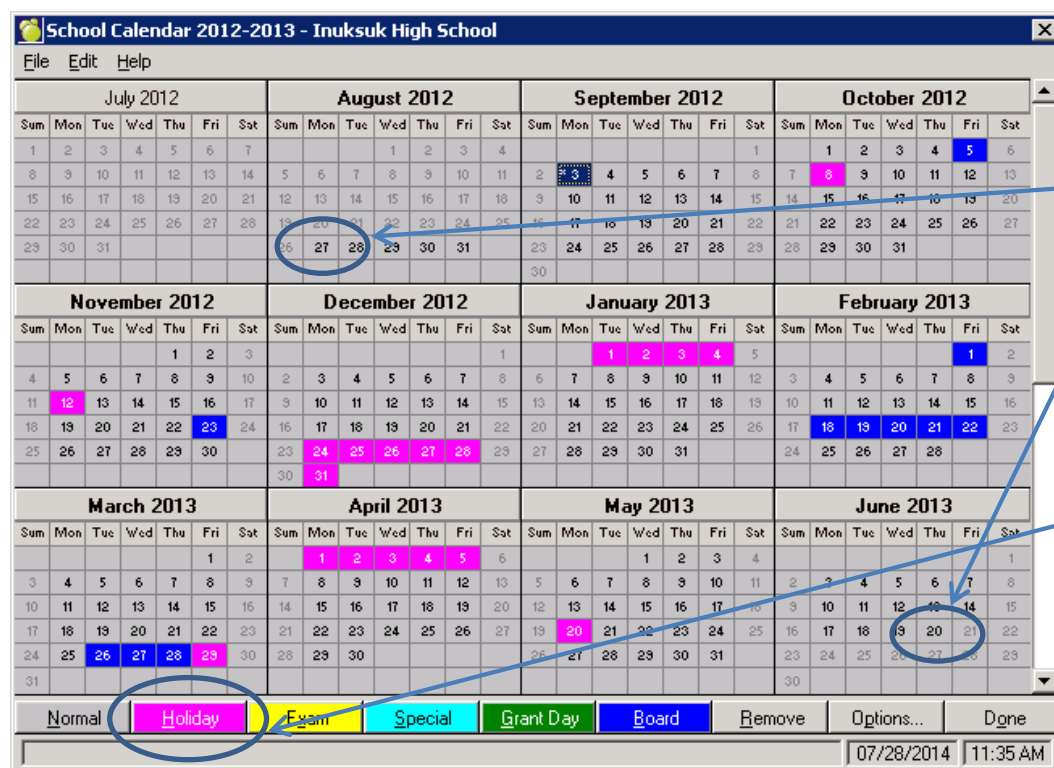 School Calendar 2012-2013 - Inuksuk High School
File Edit Help
July 2012
Sun Mon Tue Wed Thu Fri Sat
1 2 3 4 5 6 7
8 9 10 11 12 13 14
15 16 17 18 19 20 21
22 23 24 25 26 27 28
29 30 31
August 2012
Sun Mon Tue Wed Thu Fri Sat
1 2 3 4
5 6 7 8 9 10 11
12 13 14 15 16 17 18
19 20 21 22 23 24 25
26 27 28 29 30 31
September 2012
Sun Mon Tue Wed Thu Fri Sat
1
2 × 3 4 5 6 7 8
9 10 11 12 13 14 15
16 17 18 19 20 21 22
23 24 25 26 27 28 29
30
October 2012
Sun Mon Tue Wed Thu Fri Sat
1 2 3 4 5 6
7 8 9 10 11 12 13
14 15 16 17 18 19 20
21 22 23 24 25 26 27
28 29 30 31
November 2012
Sun Mon Tue Wed Thu Fri Sat
1 2 3
4 5 6 7 8 9 10
11 12 13 14 15 16 17
18 19 20 21 22 23 24
25 26 27 28 29 30
December 2012
Sun Mon Tue Wed Thu Fri Sat
1
2 3 4 5 6 7 8
9 10 11 12 13 14 15
16 17 18 19 20 21 22
23 24 25 26 27 28 29
30 31
January 2013
Sun Mon Tue Wed Thu Fri Sat
1 2 3 4 5
6 7 8 9 10 11 12
13 14 15 16 17 18 19
20 21 22 23 24 25 26
27 28 29 30 31
February 2013
Sun Mon Tue Wed Thu Fri Sat
1 2
3 4 5 6 7 8 9
10 11 12 13 14 15 16
17 18 19 20 21 22 23
24 25 26 27 28
March 2013
Sun Mon Tue Wed Thu Fri Sat
1 2
3 4 5 6 7 8 9
10 11 12 13 14 15 16
17 18 19 20 21 22 23
24 25 26 27 28 29 30
31
April 2013
Sun Mon Tue Wed Thu Fri Sat
1 2 3 4 5 6
7 8 9 10 11 12 13
14 15 16 17 18 19 20
21 22 23 24 25 26 27
28 29 30
May 2013
Sun Mon Tue Wed Thu Fri Sat
1 2 3 4
5 6 7 8 9 10 11
12 13 14 15 16 17 18
19 20 21 22 23 24 25
26 27 28 29 30 31
June 2013
Sun Mon Tue Wed Thu Fri Sat
1
2 3 4 5 6 7 8
9 10 11 12 13 14 15
16 17 18 19 20 21 22
23 24 25 26 27 28 29
30
Normal Holiday Exam Special Grant Day Board Remove Options... Done
07/28/2014 11:35 AM